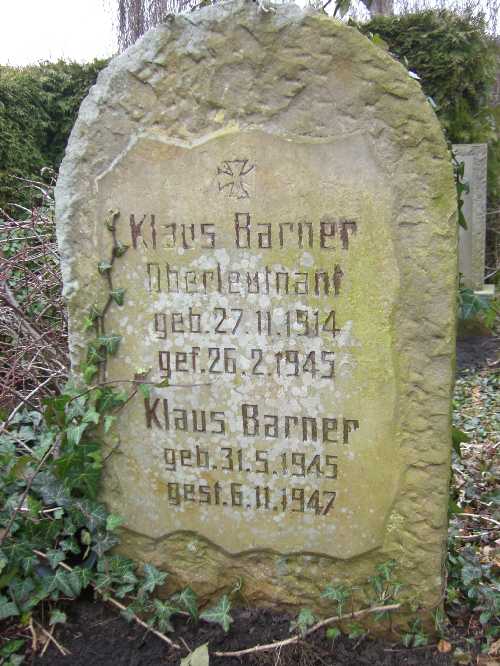 Klaus Barner
Oberleutnant
geb. 27. 11. 1914
gef. 26. 2. 1945
Klaus Barner
geb. 31. 5. 1945
gest. 6. 11. 1947